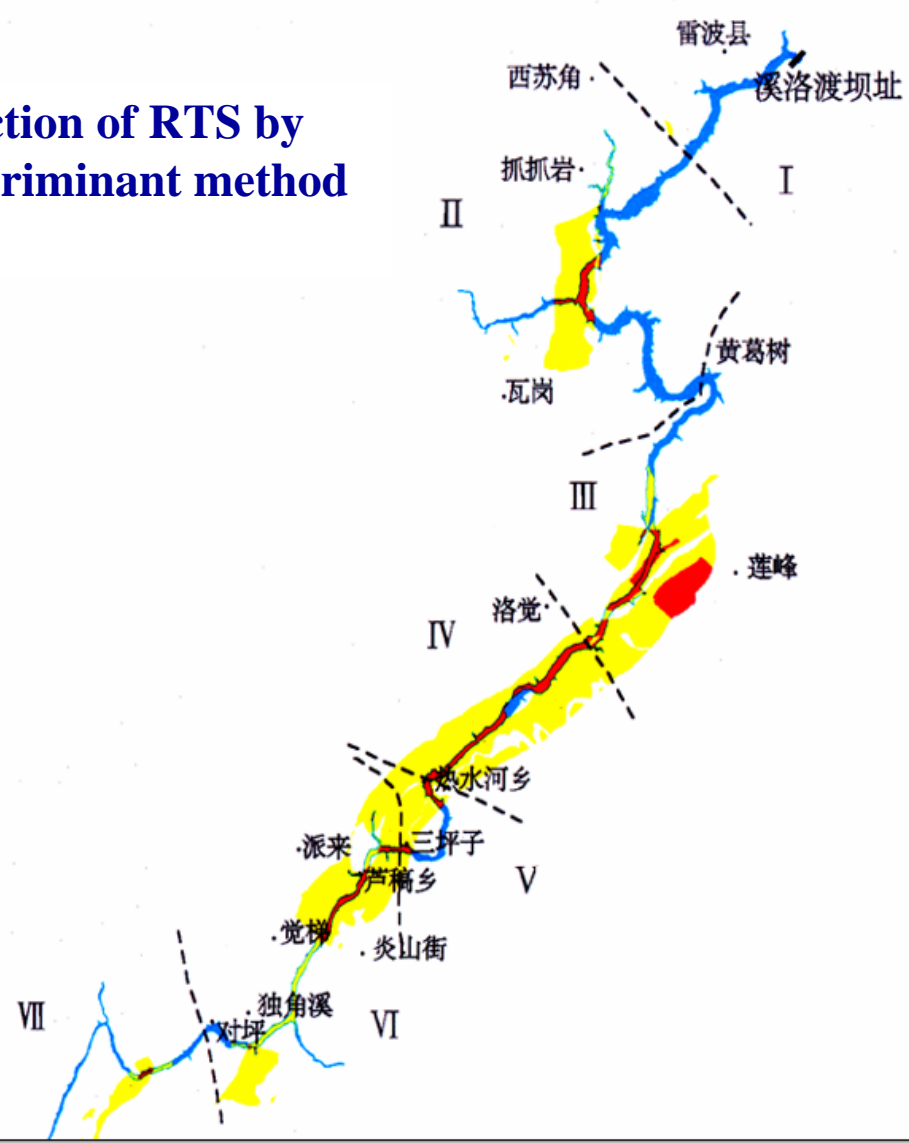 ction of RTS by
criminant method
雷波县
西苏角
溪洛渡坝址
抓抓岩
I
II
黄葛树
瓦岗
III
莲峰
洛觉
IV
热水河乡
派来
三坪子
V
芦稿乡
觉梯
炎山街
独角溪
VII
对坪
VI